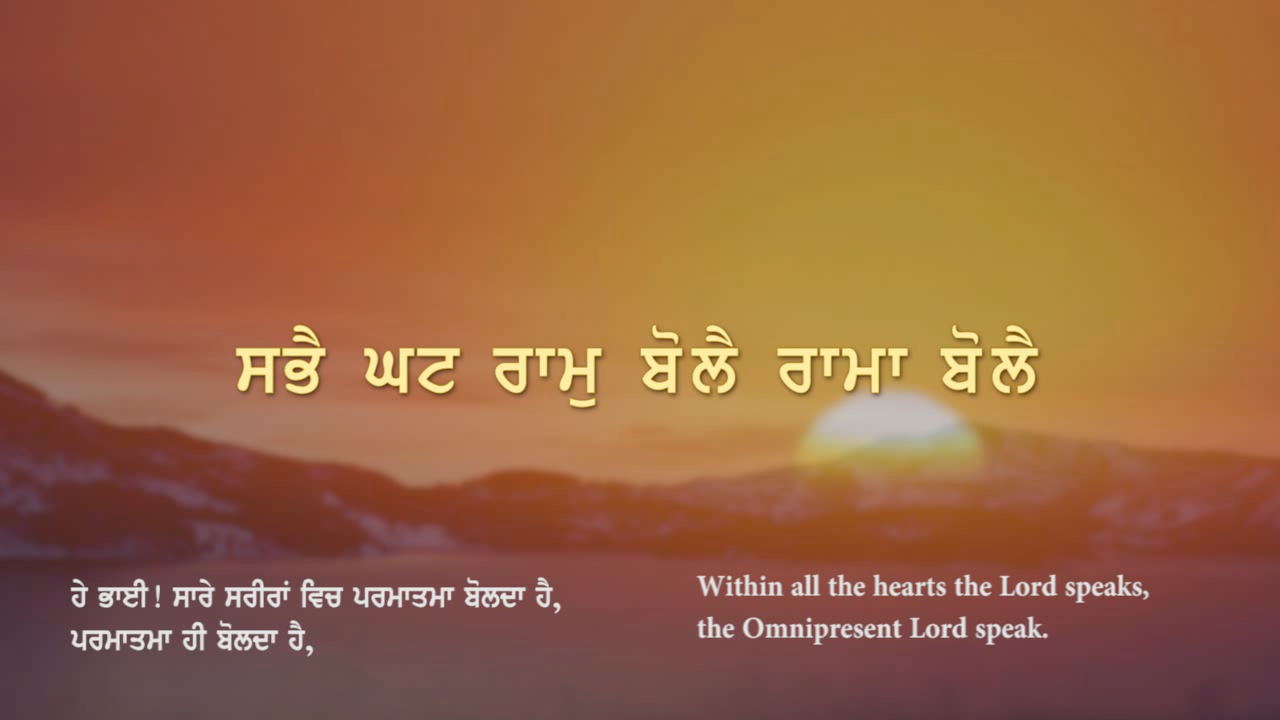 ਸਭੈ ਘਟ ਰਾਮੁ ਬੋਲੈ ਰਾਮਾ ਬੋਲੈ
ਹੇ ਭਾਈ! ਸਾਰੇ ਸਰੀਰਾਂ ਵਿਚ ਪਰਮਾਤਮਾ ਬੋਲਦਾ ਹੈ,
ਪਰਮਾਤਮਾ ਹੀ ਬੋਲਦਾ ਹੈ,
Within all the hearts the Lord speaks,
the Omnipresent Lord speak.